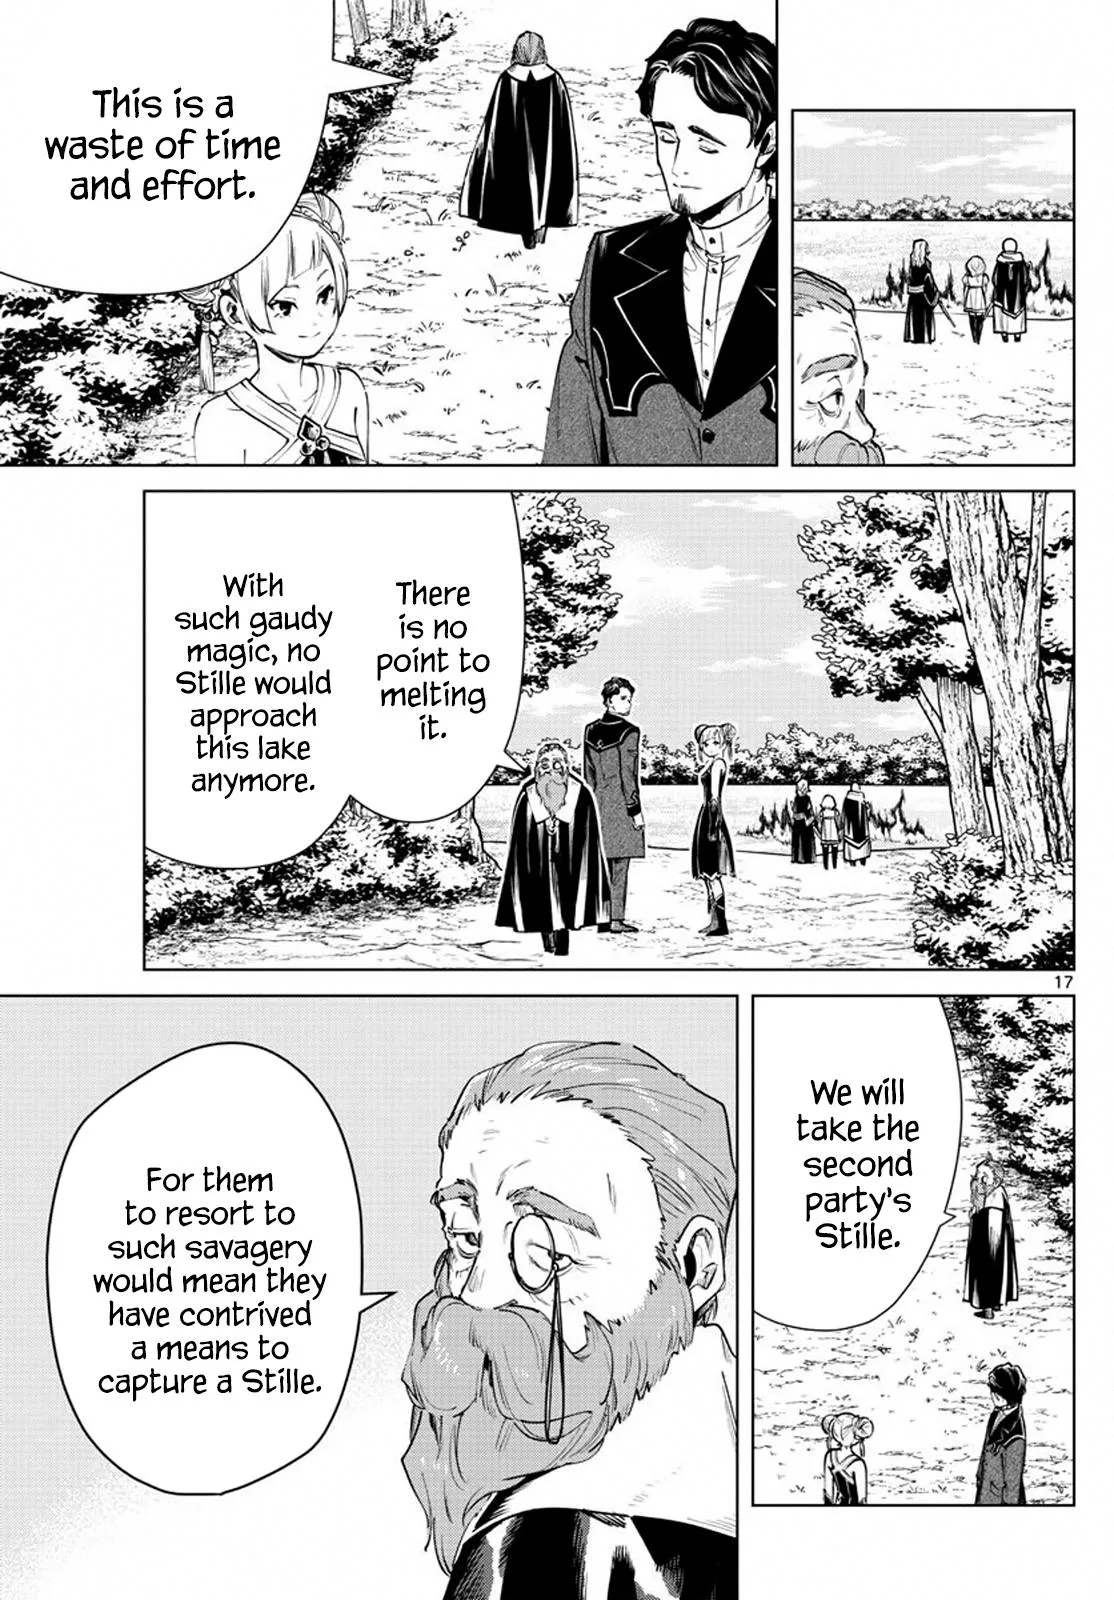 This is a
waste of time
and effort.
There
is no
point to
melting
it.
With
such gaudy
magic, no
Stille would
approach
this lake
anymore.
17
We will
take the
second
party's
Stille.
For them
to resort to
such savagery
would mean they
have contrived
a means to
capture a Stille.